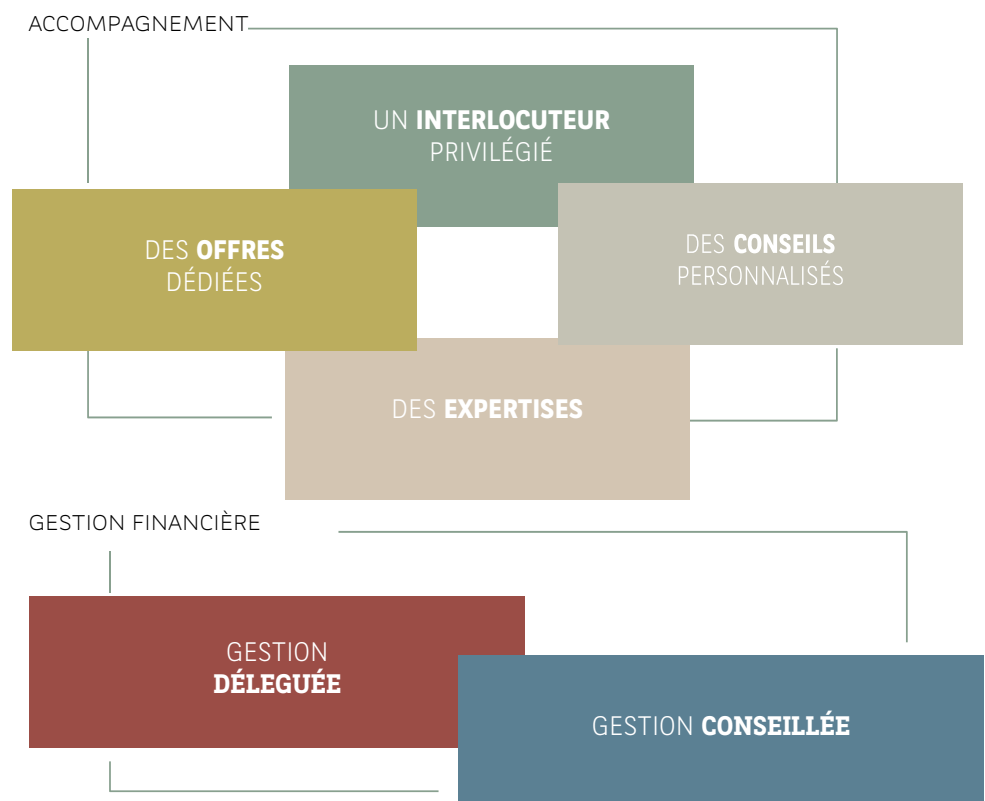 ACCOMPAGNEMENT
UN INTERLOCUTEUR
PRIVILÉGIÉ
DES OFFRES
DÉDIÉES
DES CONSEILS
PERSONNALISÉS
DES EXPERTISES
GESTION FINANCIÈRE
GESTION
DÉLEGUÉE
GESTION CONSEILLÉE